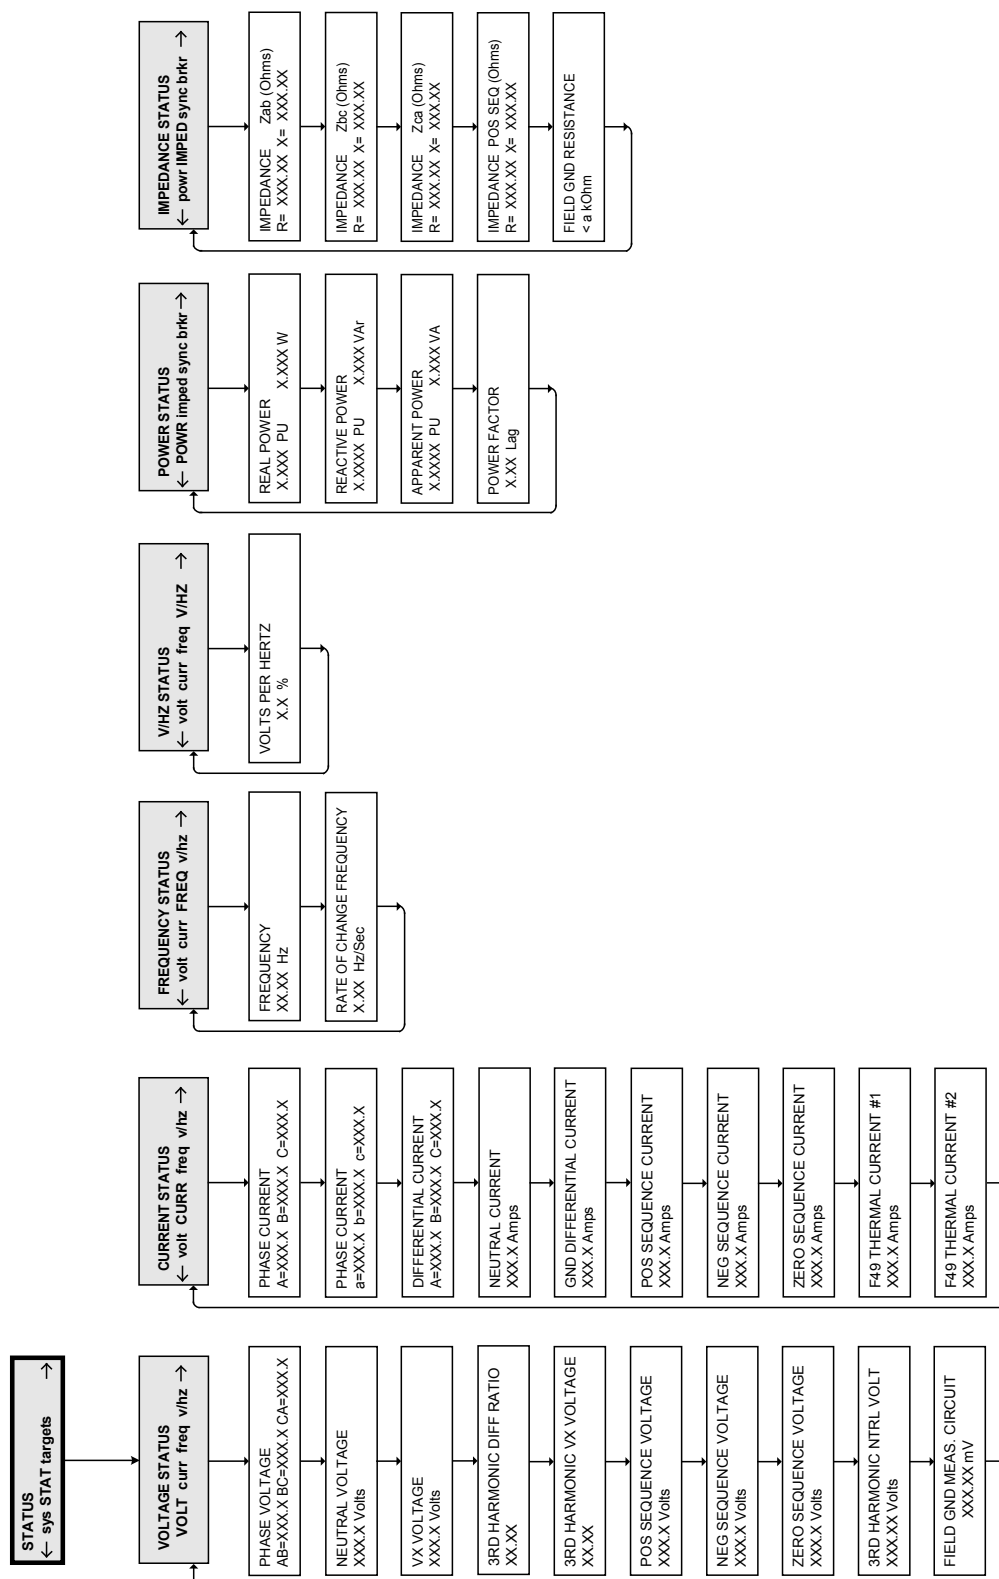 STATUS
← sys STAT targets →
VOLTAGE STATUS
← VOLT curr freq v/hz →
PHASE VOLTAGE
AB=XXX.X BC=XXX.X CA=XXX.X
NEUTRAL VOLTAGE
XXX.X Volts
VX VOLTAGE
XXX.X Volts
3RD HARMONIC DIFF RATIO
XX.XX
3RD HARMONIC VX VOLTAGE
XX.XX
POS SEQUENCE VOLTAGE
XXX.X Volts
NEG SEQUENCE VOLTAGE
XXX.X Volts
ZERO SEQUENCE VOLTAGE
XXX.X Volts
3RD HARMONIC NTRL VOLT
XXX.XX Volts
FIELD GND MEAS. CIRCUIT
XXX.XX mV
CURRENT STATUS
← volt CURR freq v/hz →
PHASE CURRENT
A=XXX.X B=XXX.X C=XXX.X
PHASE CURRENT
a=XXX.X b=XXX.X c=XXX.X
DIFFERENTIAL CURRENT
A=XXX.X B=XXX.X C=XXX.X
NEUTRAL CURRENT
XXX.X Amps
GND DIFFERENTIAL CURRENT
XXX.X Amps
POS SEQUENCE CURRENT
XXX.X Amps
NEG SEQUENCE CURRENT
XXX.X Amps
ZERO SEQUENCE CURRENT
XXX.X Amps
F49 THERMAL CURRENT #1
XXX.X Amps
F49 THERMAL CURRENT #2
XXX.X Amps
FREQUENCY STATUS
← volt curr FREQ v/hz →
FREQUENCY
XX.XX Hz
RATE OF CHANGE FREQUENCY
X.XX Hz/Sec
V/HZ STATUS
← volt curr freq V/HZ →
VOLTS PER HERTZ
X.X %
POWER STATUS
← POWR imped sync brkr →
REAL POWER
X.XXX PU X.XXX W
REACTIVE POWER
X.XXXX PU X.XXX VAr
APPARENT POWER
X.XXXX PU X.XXX VA
POWER FACTOR
X.XX Lag
IMPEDANCE STATUS
← powr IMPED sync brkr →
IMPEDANCE Zab (Ohms)
R= XXX.XX X= XXX.XX
IMPEDANCE Zbc (Ohms)
R= XXX.XX X= XXX.XX
IMPEDANCE Zca (Ohms)
R= XXX.XX X= XXX.XX
IMPEDANCE POS SEQ (Ohms)
R= XXX.XX X= XXX.XX
FIELD GND RESISTANCE
< a kOhm